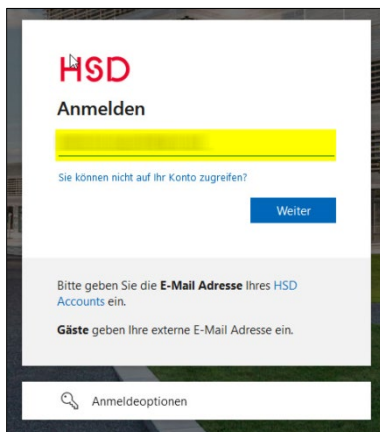 HSD
Anmelden
Sie können nicht auf Ihr Konto zugreifen?
Weiter
Bitte geben Sie die E-Mail Adresse Ihres HSD
Accounts ein.
Gäste geben Ihre externe E-Mail Adresse ein.
Anmeldeoptionen